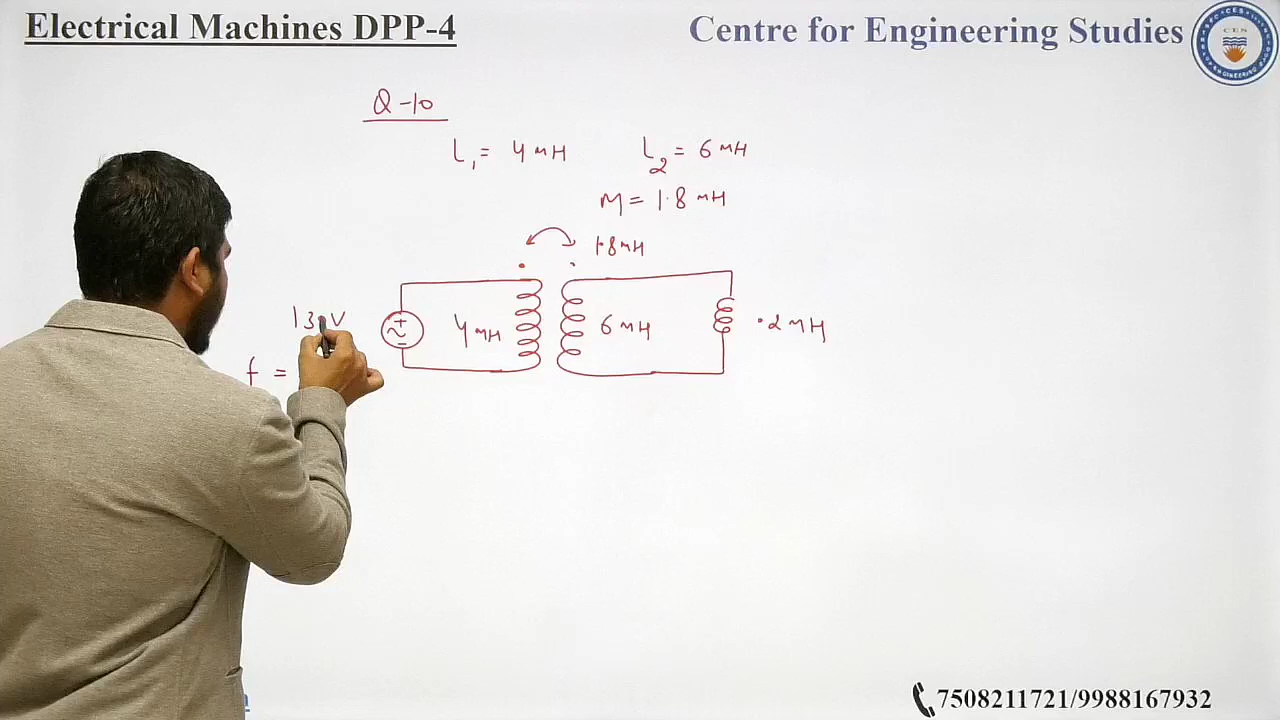 Electrical Machines DPP-4
Centre for Engineering Studies
CES
Q-10
L₁ = 4 mH L₂ = 6 mH
M = 1.8 mH
1.8 mH
+
-
4 mH
6 mH
.2 mH
f =
7508211721/9988167932